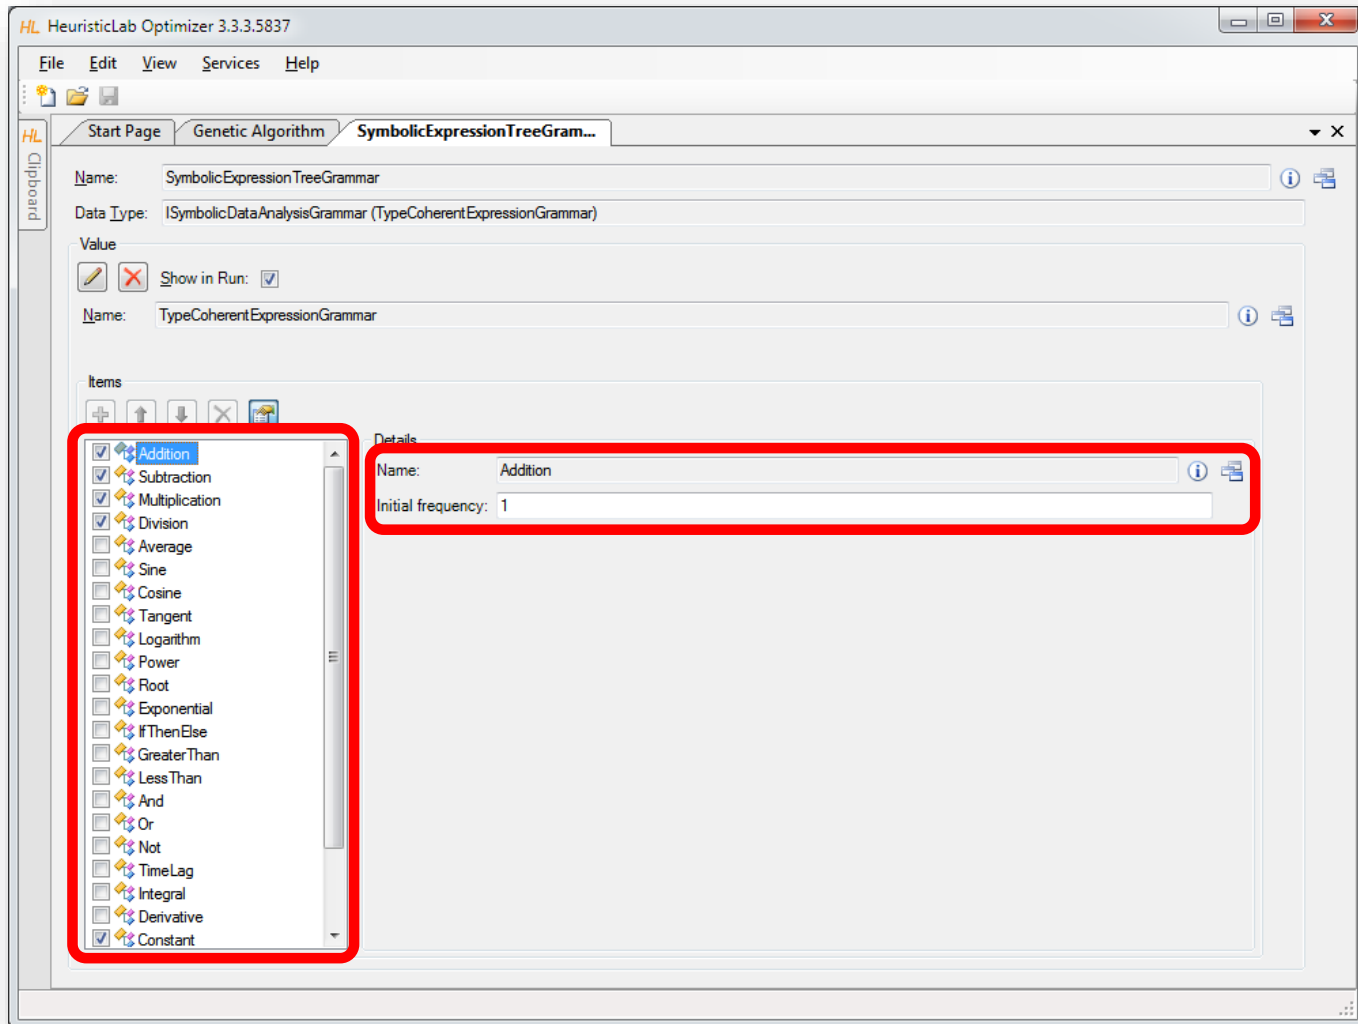 HL HeuristicLab Optimizer 3.3.3.5837
File Edit View Services Help
HL Clipboard
Start Page Genetic Algorithm SymbolicExpressionTreeGram...
Name: SymbolicExpressionTreeGrammar
Data Type: ISymbolicDataAnalysisGrammar (TypeCoherentExpressionGrammar)
Value
Show in Run:
Name: TypeCoherentExpressionGrammar
Items
Details
Addition
Subtraction
Multiplication
Division
Average
Sine
Cosine
Tangent
Logarithm
Power
Root
Exponential
IfThenElse
GreaterThan
LessThan
And
Or
Not
TimeLag
Integral
Derivative
Constant
Name: Addition
Initial frequency: 1